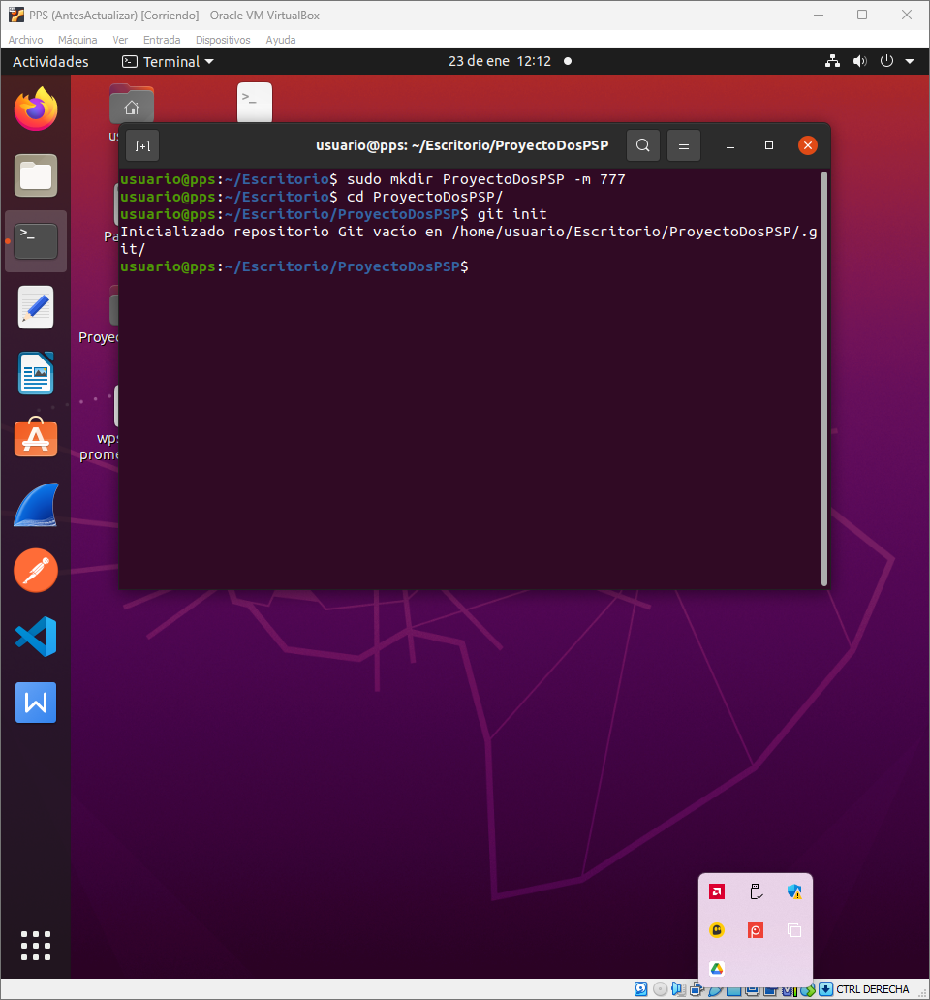 PPS (AntesActualizar) [Corriendo] - Oracle VM VirtualBox
Archivo Máquina Ver Entrada Dispositivos Ayuda
Actividades Terminal 23 de ene 12:12
usuario@pps: ~/Escritorio/ProyectoDosPSP
usuario@pps:~/Escritorio$ sudo mkdir ProyectoDosPSP -m 777
usuario@pps:~/Escritorio$ cd ProyectoDosPSP/
usuario@pps:~/Escritorio/ProyectoDosPSP$ git init
Inicializado repositorio Git vacío en /home/usuario/Escritorio/ProyectoDosPSP/.g
it/
usuario@pps:~/Escritorio/ProyectoDosPSP$
us
Pa
Proyec
wps
prome
CTRL DERECHA